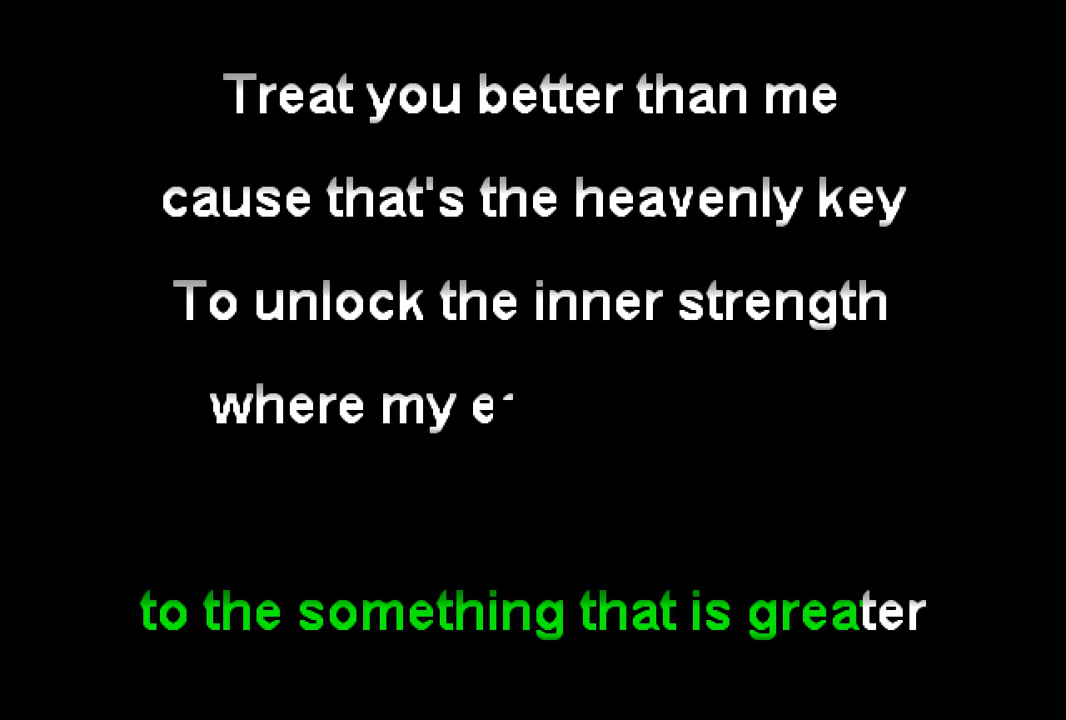 Treat you better than me
cause that's the heavenly key
To unlock the inner strength
where my
to the something that is greater